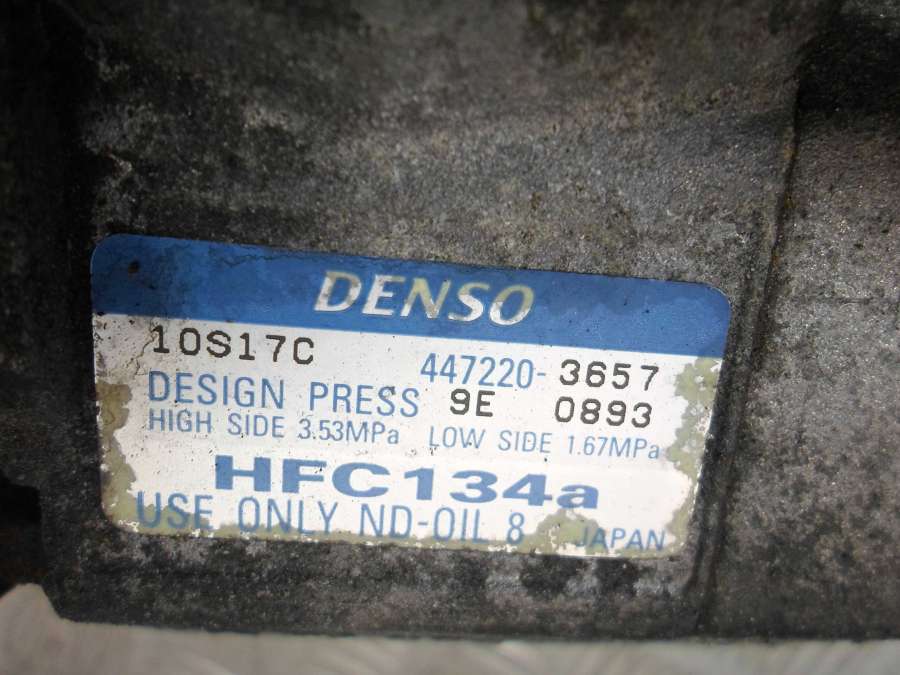 DENSO
10S17C 447220-3657
DESIGN PRESS 9E 0893
HIGH SIDE 3.53MPa LOW SIDE 1.67MPa
HFC134a
USE ONLY ND-OIL 8 JAPAN